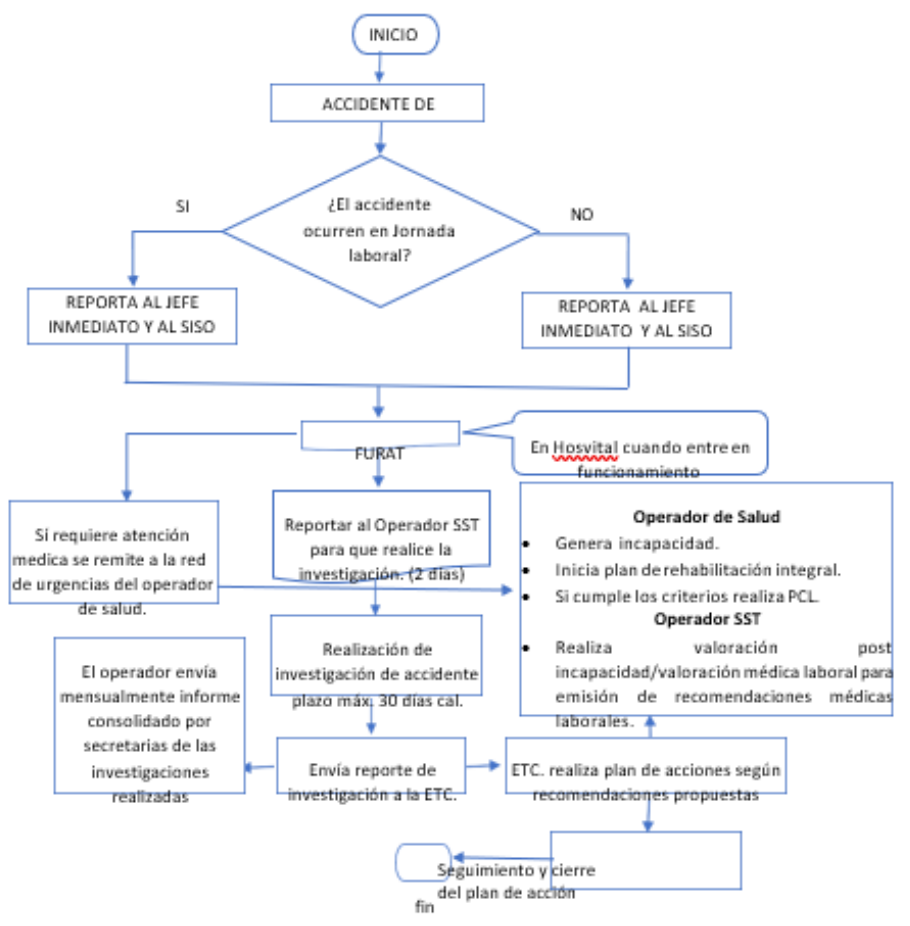 INICIO
ACCIDENTE DE
¿El accidente
ocurren en Jornada
laboral?
SI
NO
REPORTA AL JEFE
INMEDIATO Y AL SISO
REPORTA AL JEFE
INMEDIATO Y AL SISO
FURAT
En Hosvital cuando entre en
funcionamiento
Sí requiere atención
medica se remite a la red
de urgencias del operador
de salud.
Reportar al Operador SST
para que realice la
investigación. (2 días)
Operador de Salud
• Genera incapacidad.
• Inicia plan de rehabilitación integral.
• Si cumple los criterios realiza PCL.
Operador SST
• Realiza valoración post
incapacidad/valoración médica laboral para
emisión de recomendaciones médicas
laborales.
Realización de
investigación de accidente
plazo máx. 30 días cal.
El operador envía
mensualmente informe
consolidado por
secretarias de las
investigaciones
realizadas
Envía reporte de
investigación a la ETC.
ETC. realiza plan de acciones según
recomendaciones propuestas
Seguimiento y cierre
del plan de acción
fin